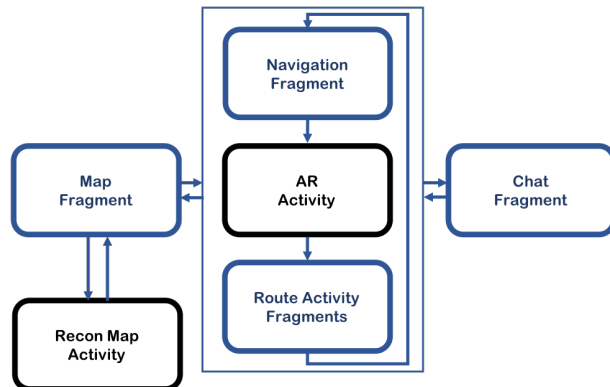 Navigation
Fragment
Map
Fragment
AR
Activity
Chat
Fragment
Route Activity
Fragments
Recon Map
Activity